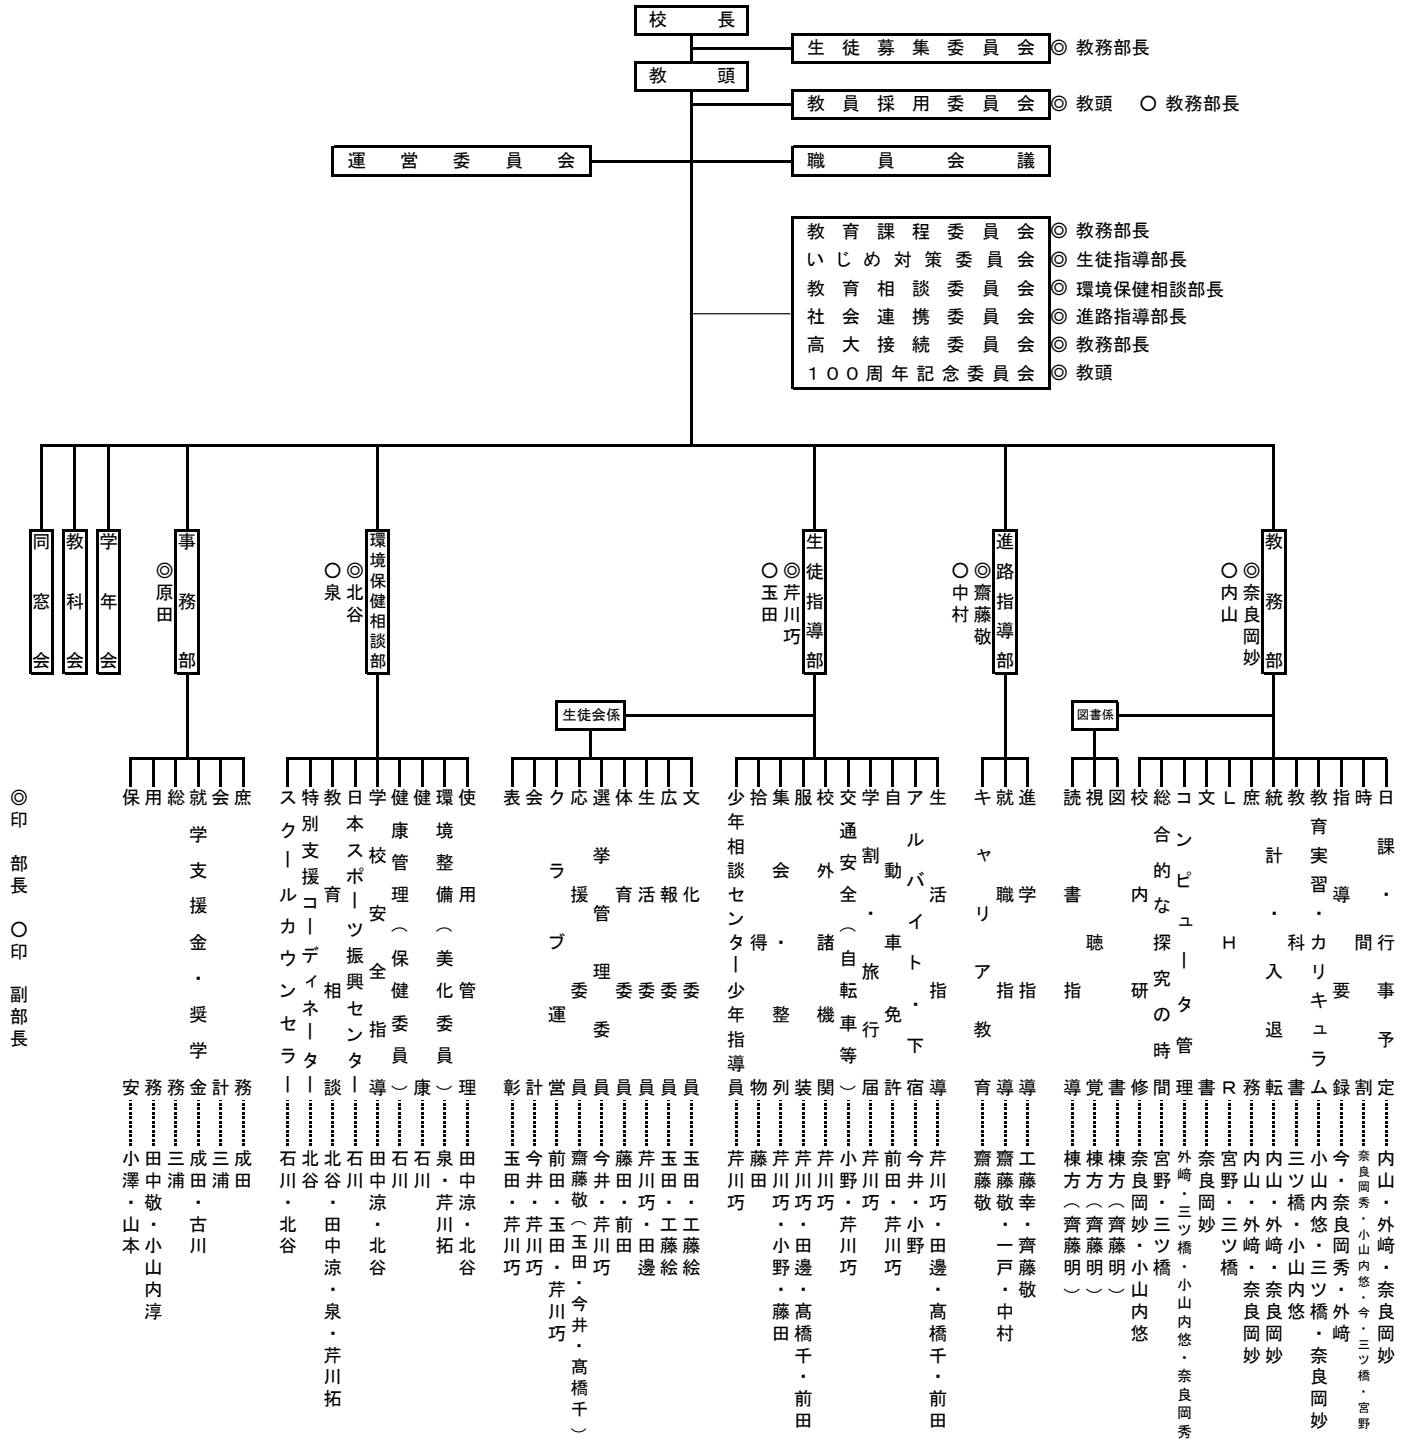 校長
生徒募集委員会 ◎ 教務部長
教頭
教員採用委員会 ◎ 教頭 ○ 教務部長
運営委員会
職員会議
教育課程委員会 ◎ 教務部長
いじめ対策委員会 ◎ 生徒指導部長
教育相談委員会 ◎ 環境保健相談部長
社会連携委員会 ◎ 進路指導部長
高大接続委員会 ◎ 教務部長
100周年記念委員会 ◎ 教頭
教務部
◎奈良岡妙
○内山
進路指導部
◎齋藤敬
○中村
生徒指導部
◎芹川巧
○玉田
環境保健相談部
◎北谷
○泉
事務部
◎原田
学年会
教科会
同窓会
図書係
生徒会係
日課・行事予定 内山・外﨑・奈良岡妙
時間割 奈良岡秀・小山内悠・今・三ツ橋・宮野
指導要録 今・奈良岡秀・外﨑
教育実習・カリキュラム 小山内悠・三ツ橋・奈良岡妙
教科書 三ツ橋・小山内悠
統計・入退転 内山・外﨑・奈良岡妙
庶務 内山・外﨑・奈良岡妙
LHR 宮野・三ツ橋
文書 奈良岡妙
コンピュータ管理 外﨑・三ツ橋・小山内悠・奈良岡秀
総合的な探究の時間 宮野・三ツ橋
校内研修 奈良岡妙・小山内悠
図書 棟方（齊藤明）
視聴覚 棟方（齊藤明）
読書指導 棟方（齊藤明）
進学指導 工藤幸・齊藤敬
就職指導 齋藤敬・一戸・中村
キャリア教育 齋藤敬
生活指導 芹川巧・田邊・髙橋千・前田
アルバイト・下宿 今井・小野
自動車免許 前田・芹川巧
学割・旅行届 芹川巧
交通安全（自転車等） 小野・芹川巧
校外諸機関 芹川巧
服装 芹川巧・田邊・髙橋千・前田
集会・整列 芹川巧・小野・藤田
拾得物 藤田
少年相談センター少年指導員 芹川巧
文化委員 玉田・工藤絵
広報委員 玉田・工藤絵
生活委員 芹川巧・田邊
体育委員 藤田・前田
選挙管理委員 今井・芹川巧
応援委員 齋藤敬（玉田・今井・髙橋千）
クラブ運営 前田・玉田・芹川巧
会計 今井・芹川巧
表彰 玉田・芹川巧
使用管理 田中涼・北谷
環境整備（美化委員） 泉・芹川拓
健康 石川
健康管理（保健委員） 石川
学校安全指導 田中涼・北谷
日本スポーツ振興センター 石川
教育相談 北谷・田中涼・泉・芹川拓
特別支援コーディネーター 北谷
スクールカウンセラー 石川・北谷
庶務 成田
会計 三浦
就学支援金・奨学金 成田・古川
総務 三浦
用務 田中敬・小山内淳
保安 小澤・山本
◎印 部長 ○印 副部長